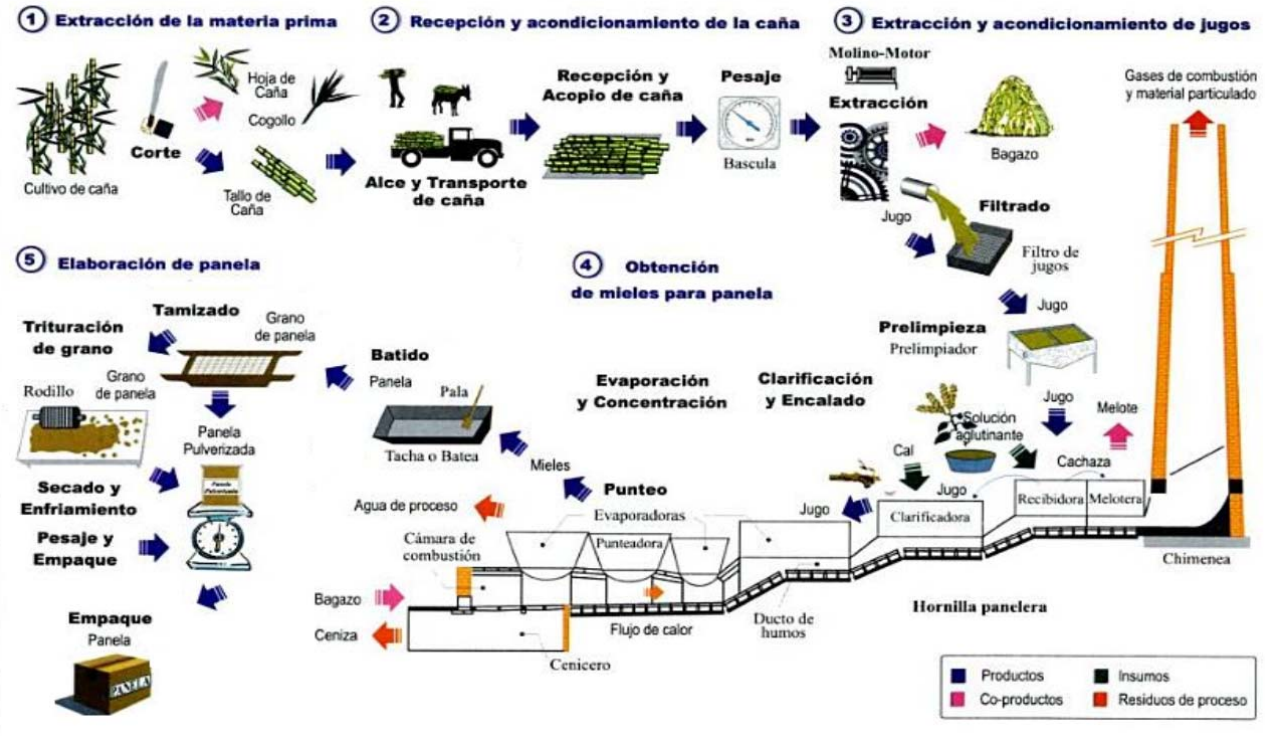 1 Extracción de la materia prima
Hoja de
Caña
Cogollo
Corte
Cultivo de caña
Tallo de
Caña
2 Recepción y acondicionamiento de la caña
Alce y Transporte
de caña
Recepción y
Acopio de caña
Pesaje
Bascula
3 Extracción y acondicionamiento de jugos
Molino-Motor
Extracción
Bagazo
Gases de combustión
y material particulado
Jugo
Filtrado
Filtro de
jugos
Jugo
Prelimpieza
Prelimpiador
Jugo
Melote
Solución
aglutinante
Cachaza
Recibidora
Melotera
Chimenea
4 Obtención
de mieles para panela
Clarificación
y Encalado
Cal
Jugo
Clarificadora
Jugo
Evaporación
y Concentración
Punteo
Evaporadoras
Punteadora
Mieles
Agua de proceso
Cámara de
combustión
Bagazo
Ceniza
Cenicero
Flujo de calor
Ducto de
humos
Hornilla panelera
5 Elaboración de panela
Batido
Panela
Pala
Tacha o Batea
Tamizado
Grano
de panela
Trituración
de grano
Rodillo
Grano
de panela
Panela
Pulverizada
Panela
Pulverizada
Secado y
Enfriamiento
Pesaje y
Empaque
Empaque
Panela
PANELA
Productos
Insumos
Co-productos
Residuos de proceso